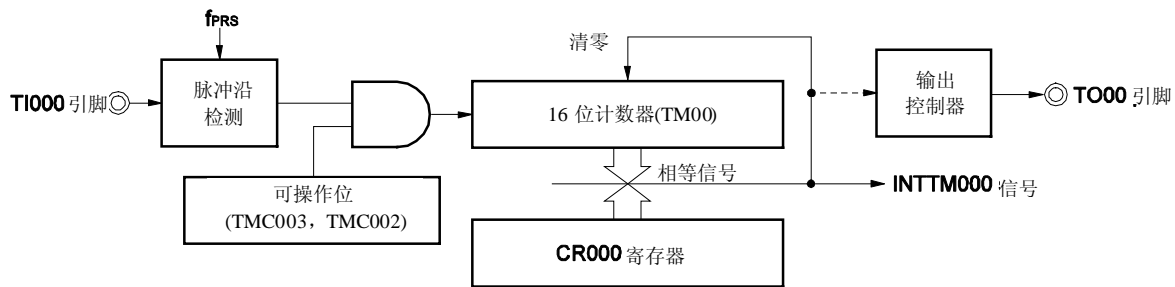 fPRS
清零
TI000 引脚
脉冲沿
检测
16 位计数器(TM00)
输出
控制器
TO00 引脚
相等信号
可操作位
(TMC003，TMC002)
INTTM000 信号
CR000 寄存器